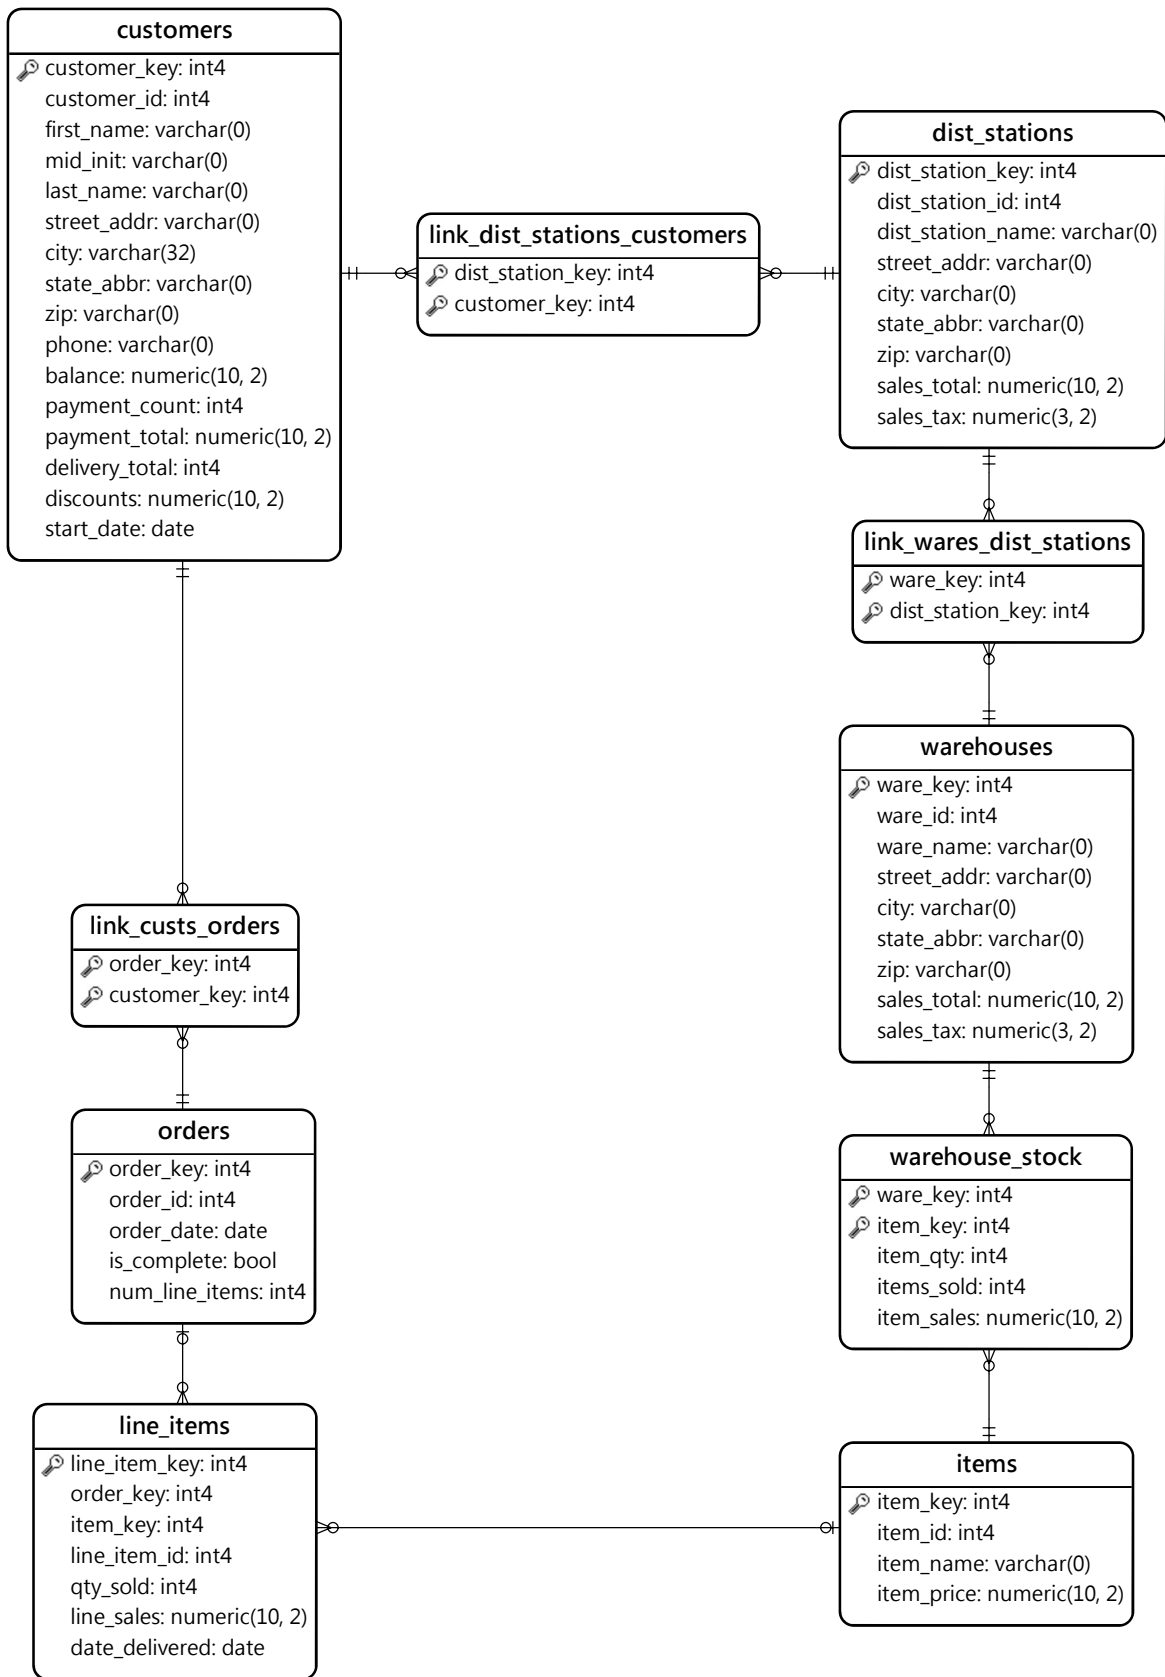 customers
customer_key: int4
customer_id: int4
first_name: varchar(0)
mid_init: varchar(0)
last_name: varchar(0)
street_addr: varchar(0)
city: varchar(32)
state_abbr: varchar(0)
zip: varchar(0)
phone: varchar(0)
balance: numeric(10, 2)
payment_count: int4
payment_total: numeric(10, 2)
delivery_total: int4
discounts: numeric(10, 2)
start_date: date
link_dist_stations_customers
dist_station_key: int4
customer_key: int4
dist_stations
dist_station_key: int4
dist_station_id: int4
dist_station_name: varchar(0)
street_addr: varchar(0)
city: varchar(0)
state_abbr: varchar(0)
zip: varchar(0)
sales_total: numeric(10, 2)
sales_tax: numeric(3, 2)
link_wares_dist_stations
ware_key: int4
dist_station_key: int4
warehouses
ware_key: int4
ware_id: int4
ware_name: varchar(0)
street_addr: varchar(0)
city: varchar(0)
state_abbr: varchar(0)
zip: varchar(0)
sales_total: numeric(10, 2)
sales_tax: numeric(3, 2)
link_custs_orders
order_key: int4
customer_key: int4
orders
order_key: int4
order_id: int4
order_date: date
is_complete: bool
num_line_items: int4
warehouse_stock
ware_key: int4
item_key: int4
item_qty: int4
items_sold: int4
item_sales: numeric(10, 2)
line_items
line_item_key: int4
order_key: int4
item_key: int4
line_item_id: int4
qty_sold: int4
line_sales: numeric(10, 2)
date_delivered: date
items
item_key: int4
item_id: int4
item_name: varchar(0)
item_price: numeric(10, 2)